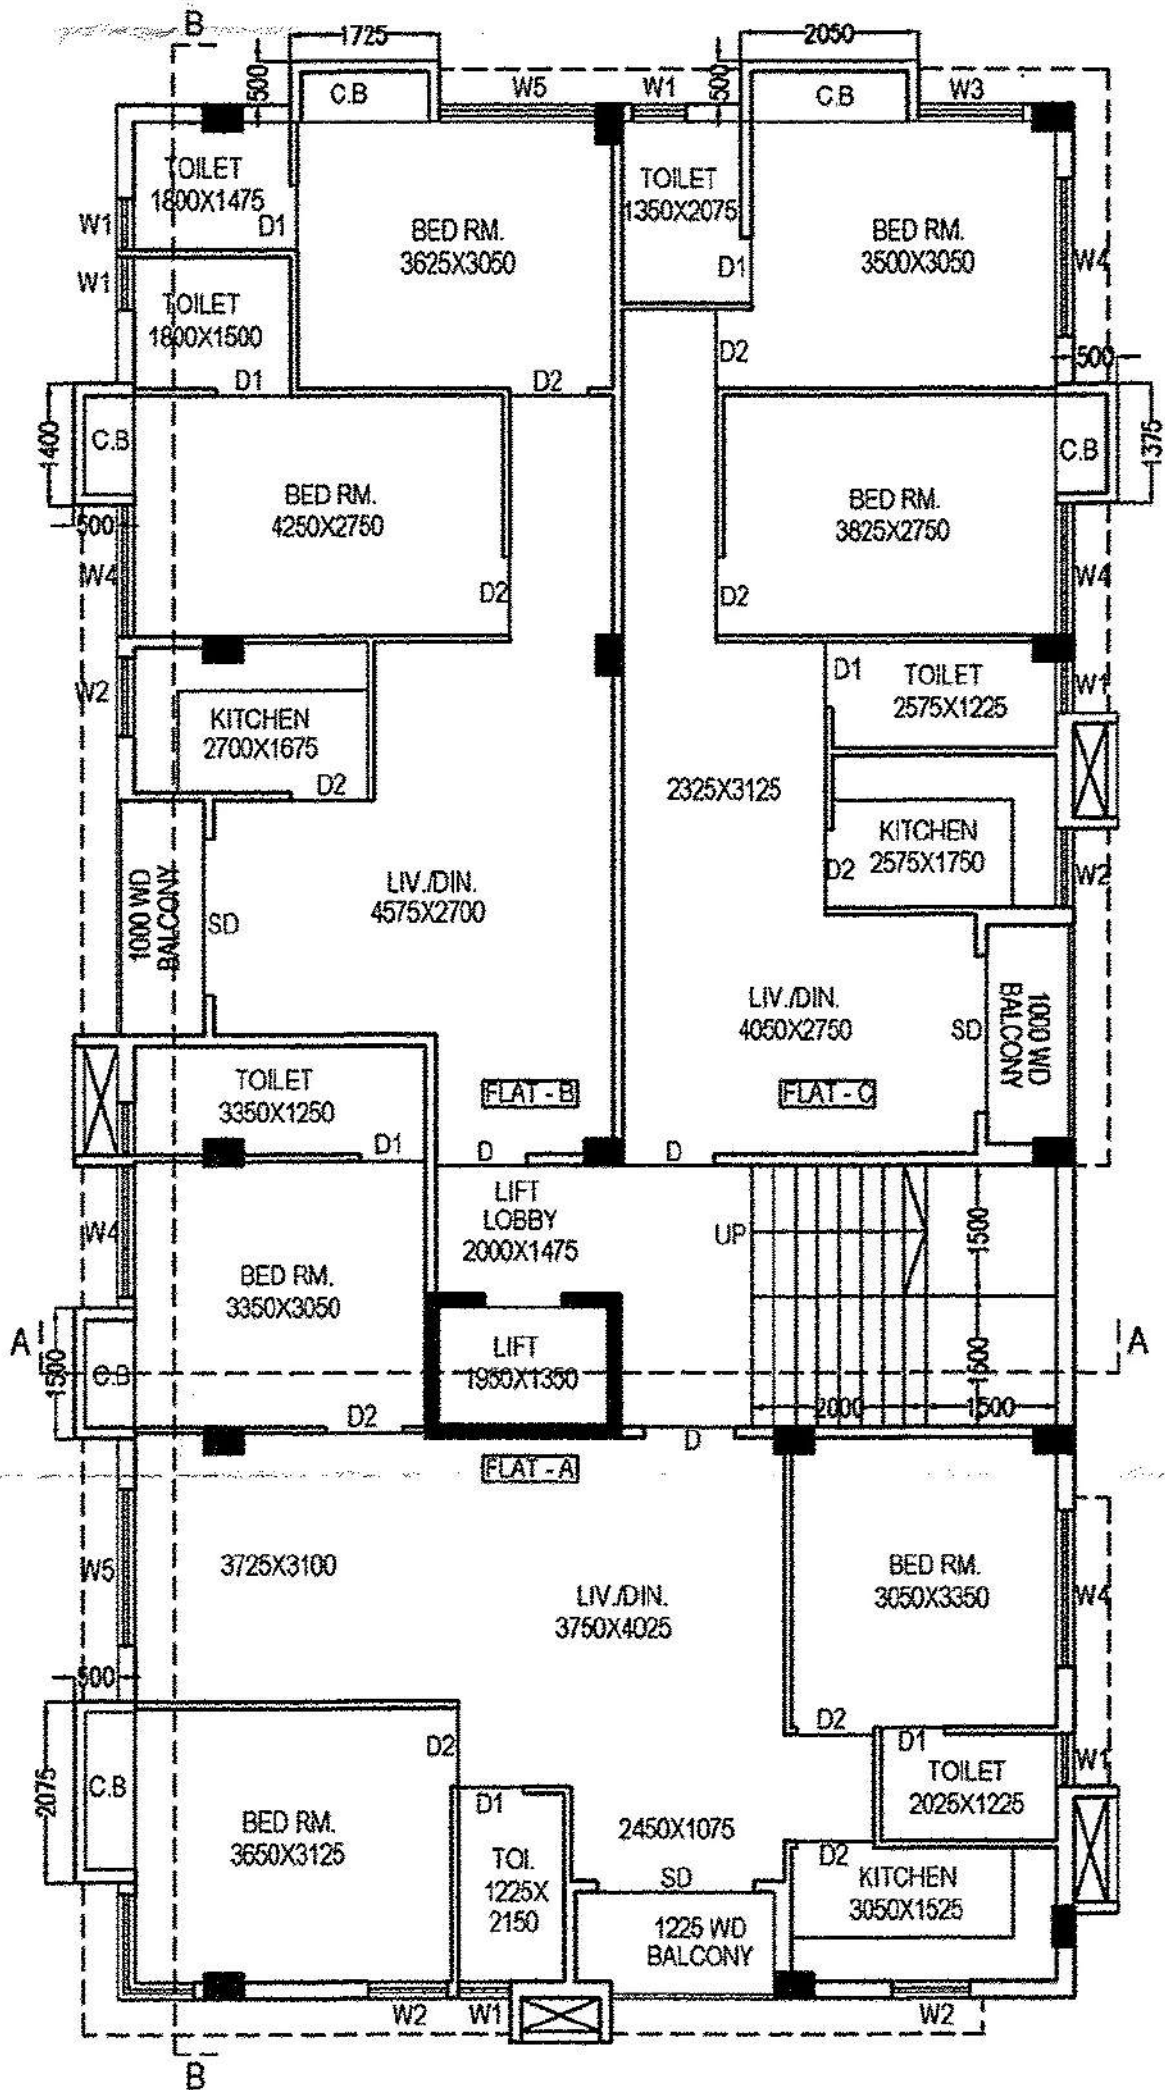 B
1725
2050
500
C.B
W5
W1
500
C.B
W3
TOILET
1800X1475
D1
BED RM.
3625X3050
TOILET
1350X2075
D1
BED RM.
3500X3050
W1
W4
W1
TOILET
1800X1500
D1
D2
D2
500
1400
C.B
500
BED RM.
4250X2750
BED RM.
3825X2750
C.B
1375
W4
D2
D2
W4
W2
KITCHEN
2700X1675
D2
D1
TOILET
2575X1225
W1
2325X3125
KITCHEN
2575X1750
D2
W2
1000 WD
BALCONY
SD
LIV./DIN.
4575X2700
LIV./DIN.
4050X2750
SD
1000 WD
BALCONY
TOILET
3350X1250
D1
FLAT - B
FLAT - C
D
D
W4
LIFT
LOBBY
2000X1475
UP
1500
BED RM.
3350X3050
A
1500
C.B
LIFT
1950X1350
1600
A
D2
2000
1500
D
FLAT - A
W5
3725X3100
LIV./DIN.
3750X4025
BED RM.
3050X3350
W4
500
D2
D2
D1
W1
2075
C.B
BED RM.
3650X3125
D1
TOI.
1225X
2150
2450X1075
SD
TOILET
2025X1225
D2
KITCHEN
3050X1525
1225 WD
BALCONY
W2
W1
W2
B